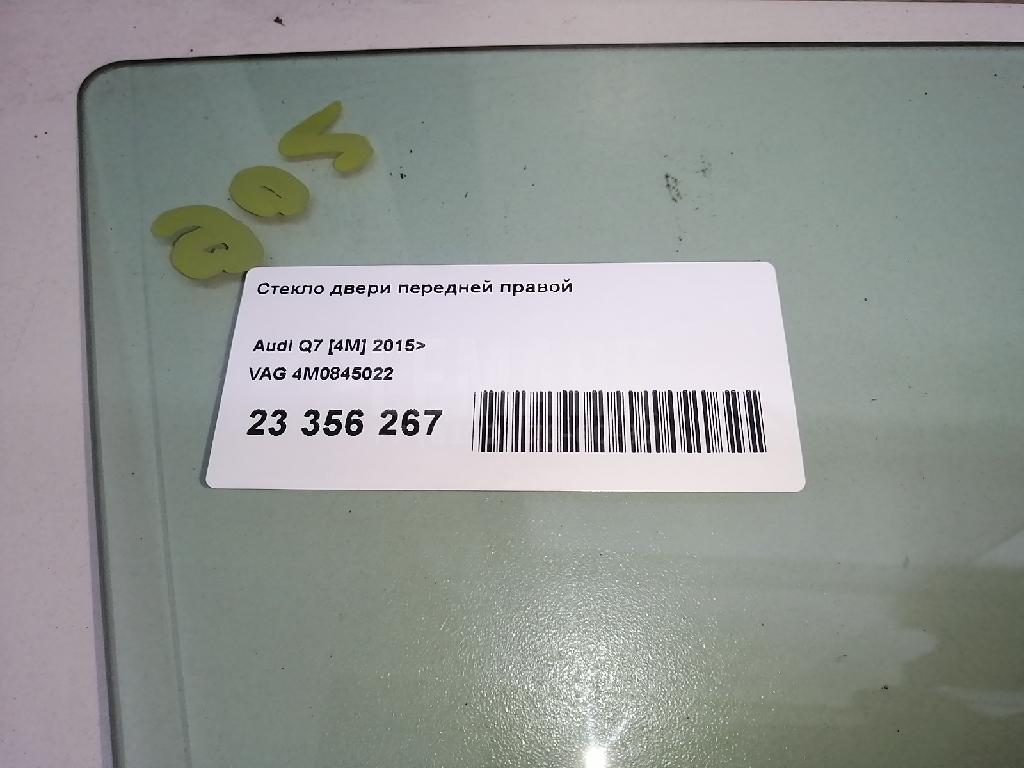 Стекло двери передней правой
Audi Q7 [4M] 2015>
VAG 4M0845022
23 356 267